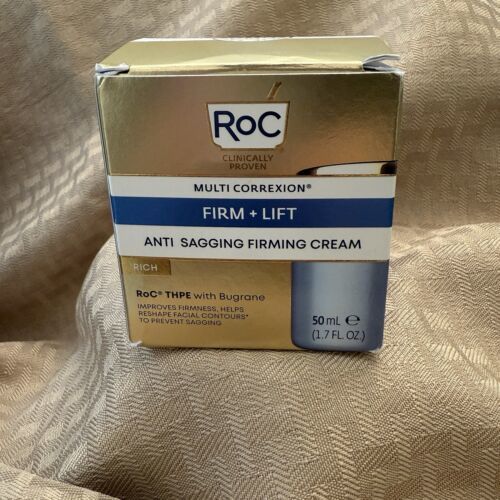 RoC
CLINICALLY
PROVEN
MULTI CORREXION®
FIRM + LIFT
ANTI SAGGING FIRMING CREAM
RICH
RoC® THPE with Bugrane
IMPROVES FIRMNESS, HELPS
RESHAPE FACIAL CONTOURS*
TO PREVENT SAGGING
50 mL ℮
(1.7 FL. OZ.)